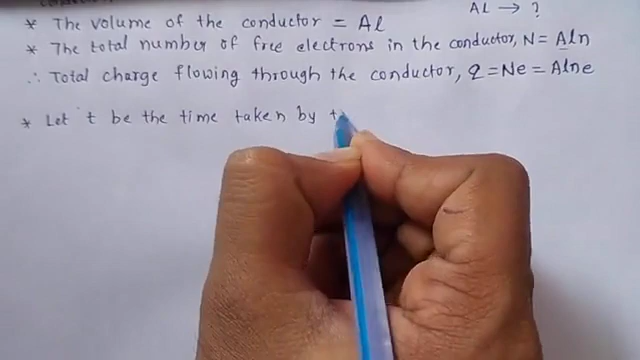 Al → ?
* The volume of the conductor = Al
* The total number of free electrons in the conductor, N = Aln
∴ Total charge flowing through the conductor, q = Ne = Alne
* Let t be the time taken by t